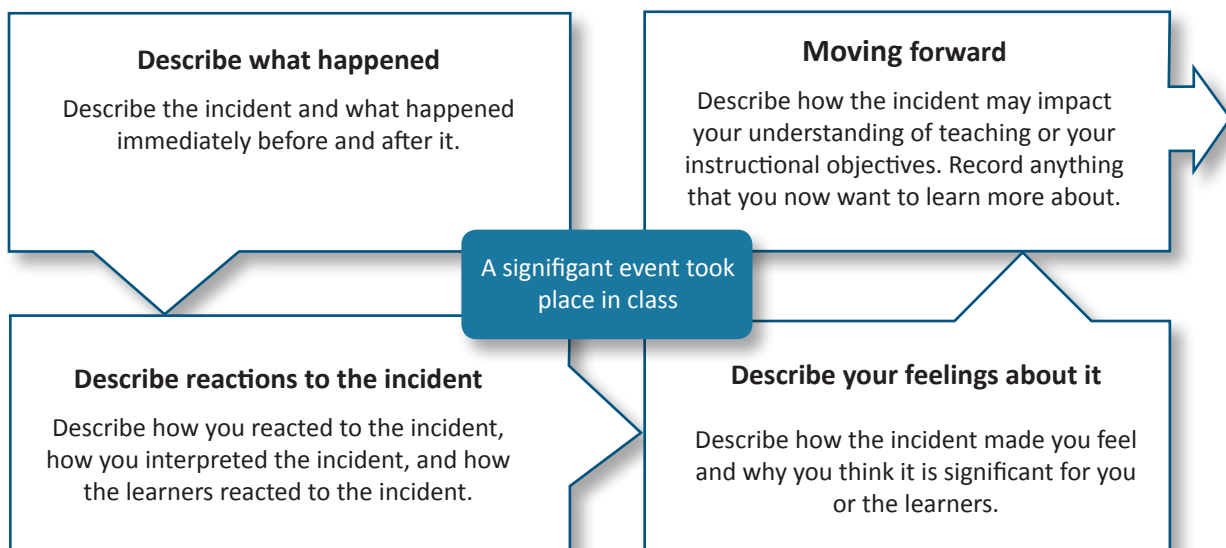 Describe what happened
Describe the incident and what happened
immediately before and after it.
Describe reactions to the incident
Describe how you reacted to the incident,
how you interpreted the incident, and how
the learners reacted to the incident.
Describe your feelings about it
Describe how the incident made you feel
and why you think it is significant for you
or the learners.
Moving forward
Describe how the incident may impact
your understanding of teaching or your
instructional objectives. Record anything
that you now want to learn more about.
A signifigant event took
place in class